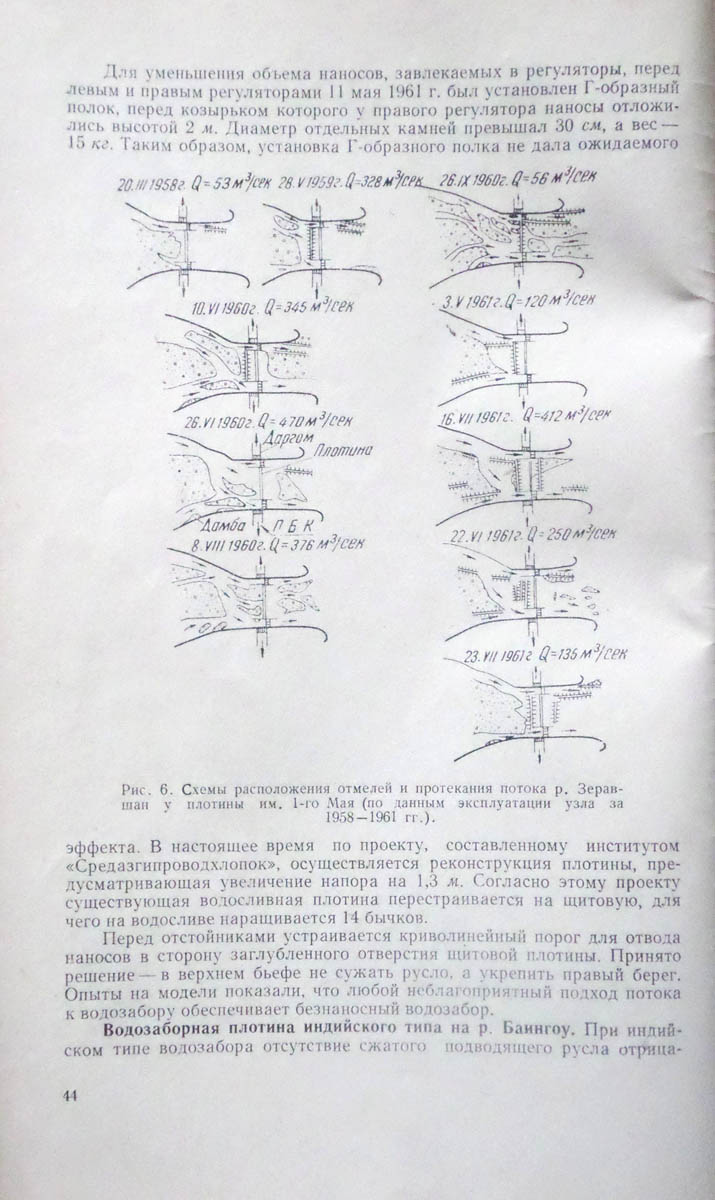 Для уменьшения объема наносов, завлекаемых в регуляторы, перед
левым и правым регуляторами 11 мая 1961 г. был установлен Г-образный
полок, перед козырьком которого у правого регулятора наносы отложи-
лись высотой 2 м. Диаметр отдельных камней превышал 30 см, а вес —
15 кг. Таким образом, установка Г-образного полка не дала ожидаемого
20.III 1958г. Q=53 м³/сек
28.V 1959г. Q=328 м³/сек
26.IX 1960г. Q=56 м³/сек
10.VI 1960г. Q=345 м³/сек
3.V 1961г. Q=120 м³/сек
26.VI 1960г. Q=470 м³/сек
Даргом
Плотина
Дамба
ПБК
16.VII 1961г. Q=412 м³/сек
8.VIII 1960г. Q=376 м³/сек
22.VI 1961г. Q=250 м³/сек
23.VII 1961г Q=135 м³/сек
Рис. 6. Схемы расположения отмелей и протекания потока р. Зерав-
шан у плотины им. 1-го Мая (по данным эксплуатации узла за
1958—1961 гг.).
эффекта. В настоящее время по проекту, составленному институтом
«Средазгипроводхлопок», осуществляется реконструкция плотины, пре-
дусматривающая увеличение напора на 1,3 м. Согласно этому проекту
существующая водосливная плотина перестраивается на щитовую, для
чего на водосливе наращивается 14 бычков.
Перед отстойниками устраивается криволинейный порог для отвода
наносов в сторону заглубленного отверстия щитовой плотины. Принято
решение — в верхнем бьефе не сужать русло, а укрепить правый берег.
Опыты на модели показали, что любой неблагоприятный подход потока
к водозабору обеспечивает безнаносный водозабор.
Водозаборная плотина индийского типа на р. Баингоу. При индий-
ском типе водозабора отсутствие сжатого подводящего русла отрица-
44